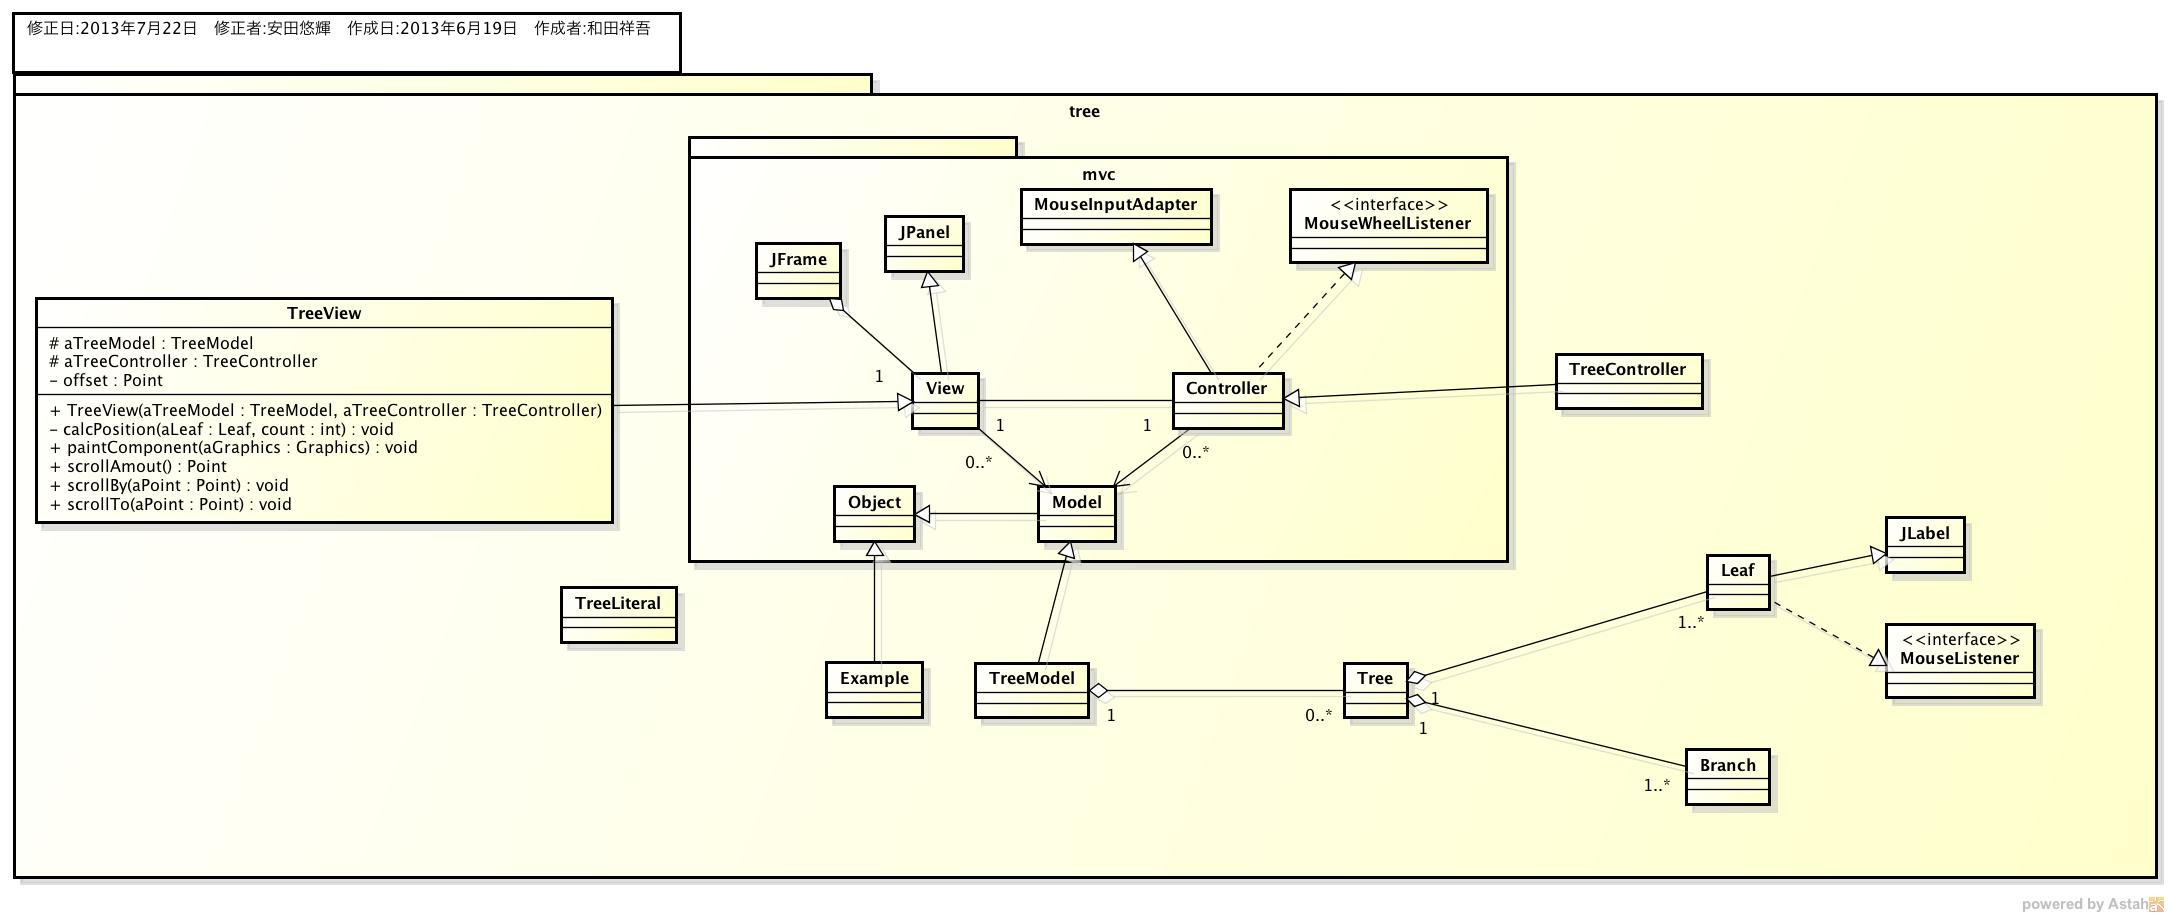 修正日:2013年7月22日　修正者:安田悠輝　作成日:2013年6月19日　作成者:和田祥吾
tree
mvc
MouseInputAdapter
<<interface>>
MouseWheelListener
JPanel
JFrame
TreeView
# aTreeModel : TreeModel
# aTreeController : TreeController
- offset : Point
+ TreeView(aTreeModel : TreeModel, aTreeController : TreeController)
- calcPosition(aLeaf : Leaf, count : int) : void
+ paintComponent(aGraphics : Graphics) : void
+ scrollAmout() : Point
+ scrollBy(aPoint : Point) : void
+ scrollTo(aPoint : Point) : void
1
View
Controller
TreeController
1
1
0..*
0..*
Object
Model
JLabel
Leaf
TreeLiteral
1..*
<<interface>>
MouseListener
Example
TreeModel
Tree
1
1
0..*
1
Branch
1..*
powered by Astah